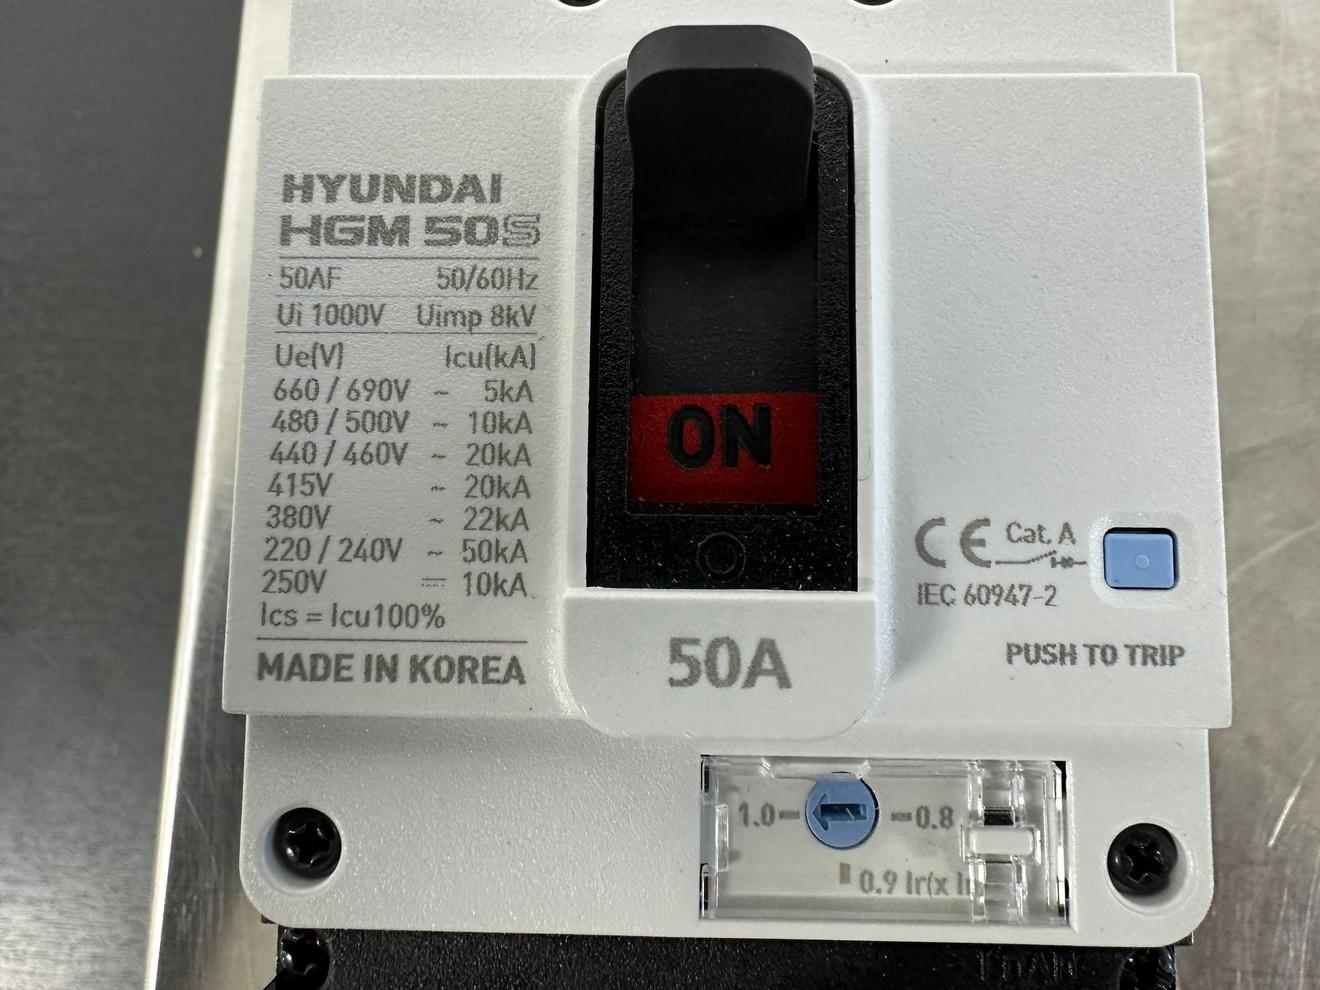 HYUNDAI
HGM 50S
50AF 50/60Hz
Ui 1000V Uimp 8kV
Ue(V) Icu(kA)
660 / 690V ~ 5kA
480 / 500V ~ 10kA
440 / 460V ~ 20kA
415V ~ 20kA
380V ~ 22kA
220 / 240V ~ 50kA
250V ⎓ 10kA
Ics = Icu100%
MADE IN KOREA
ON
50A
CE Cat. A
IEC 60947-2
PUSH TO TRIP
1.0 0.8
0.9 Ir(x